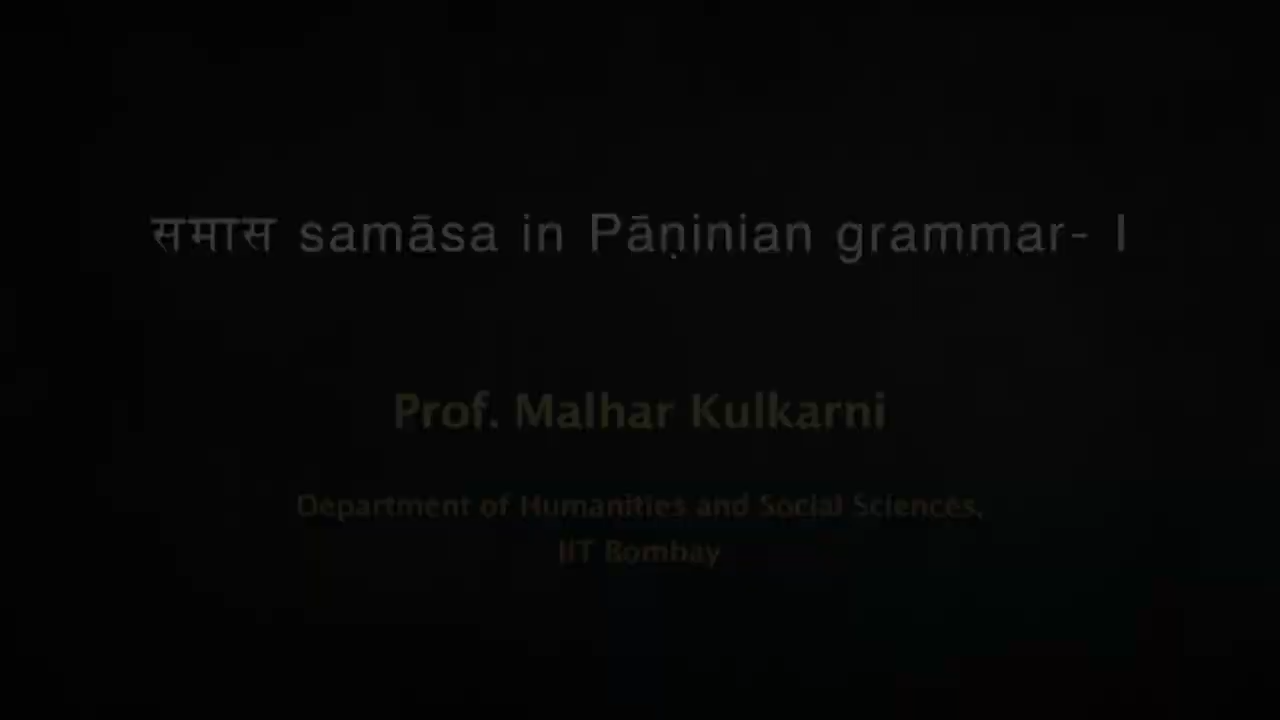 समास samāsa in Pāṇinian grammar- I
Prof. Malhar Kulkarni
Department of Humanities and Social Sciences,
IIT Bombay